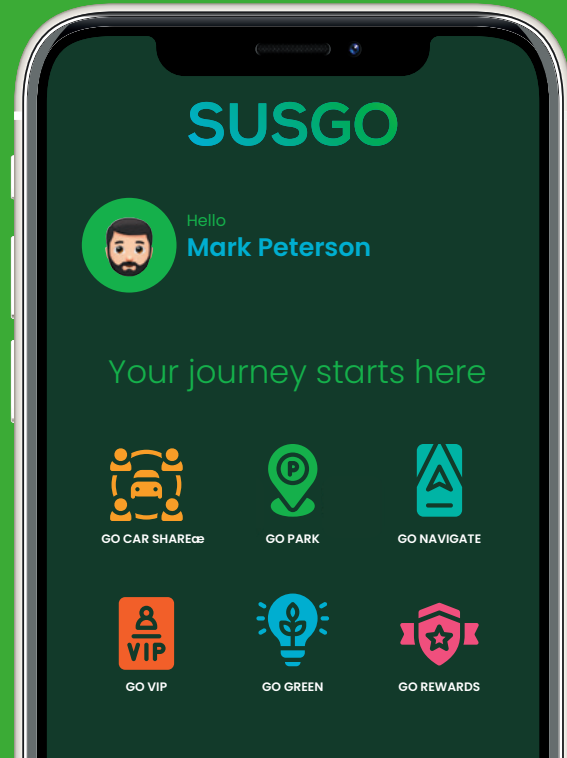 SUSGO
Hello
Mark Peterson
Your journey starts here
P
GO CAR SHAREæ
GO PARK
GO NAVIGATE
VIP
GO VIP
GO GREEN
GO REWARDS